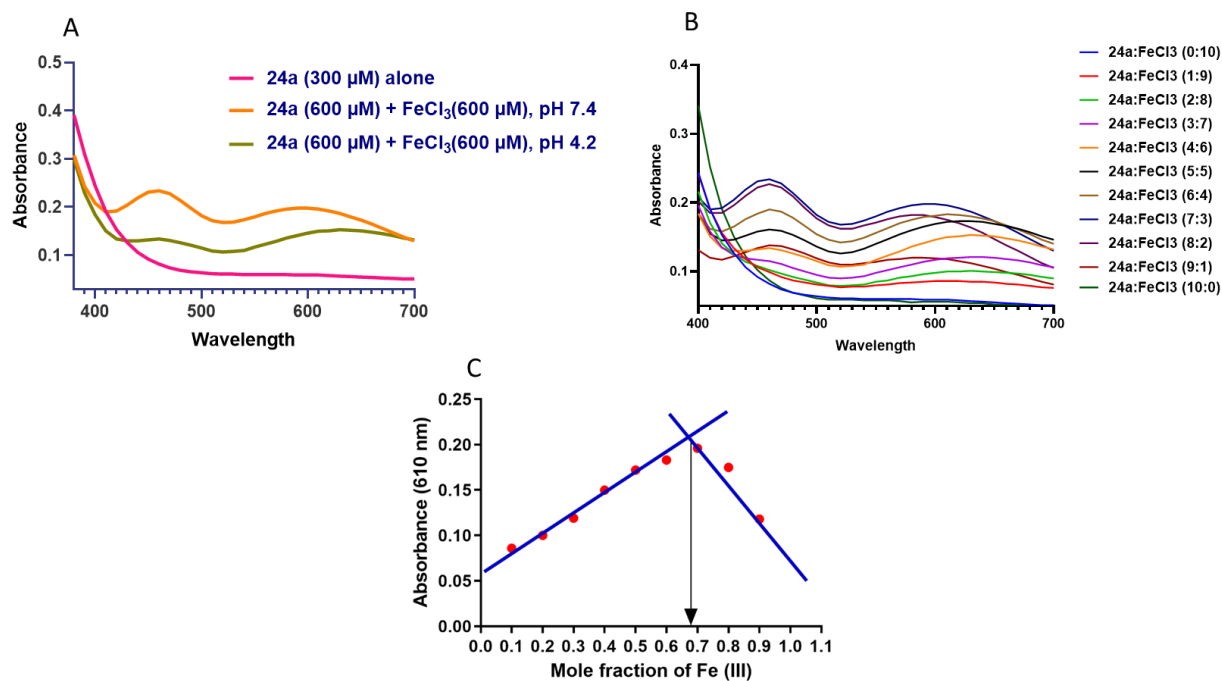 A
0.5
0.4
0.3
0.2
0.1
Absorbance
400
500
600
700
Wavelength
24a (300 µM) alone
24a (600 µM) + FeCl₃(600 µM), pH 7.4
24a (600 µM) + FeCl₃(600 µM), pH 4.2
B
0.4
0.3
0.2
0.1
Absorbance
400
500
600
700
Wavelength
24a:FeCl3 (0:10)
24a:FeCl3 (1:9)
24a:FeCl3 (2:8)
24a:FeCl3 (3:7)
24a:FeCl3 (4:6)
24a:FeCl3 (5:5)
24a:FeCl3 (6:4)
24a:FeCl3 (7:3)
24a:FeCl3 (8:2)
24a:FeCl3 (9:1)
24a:FeCl3 (10:0)
C
0.25
0.20
0.15
0.10
0.05
0.00
Absorbance (610 nm)
0.0 0.1 0.2 0.3 0.4 0.5 0.6 0.7 0.8 0.9 1.0 1.1
Mole fraction of Fe (III)